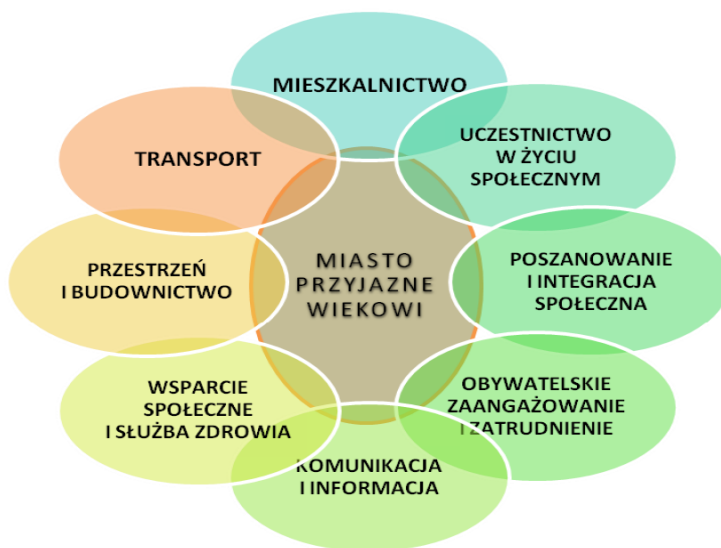 MIESZKALNICTWO
UCZESTNICTWO
W ŻYCIU
SPOŁECZNYM
POSZANOWANIE
I INTEGRACJA
SPOŁECZNA
OBYWATELSKIE
ZAANGAŻOWANIE
I ZATRUDNIENIE
KOMUNIKACJA
I INFORMACJA
WSPARCIE
SPOŁECZNE
I SŁUŻBA ZDROWIA
PRZESTRZEŃ
I BUDOWNICTWO
TRANSPORT
MIASTO
PRZYJAZNE
WIEKOWI